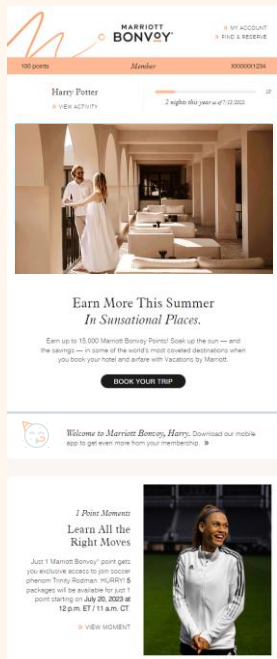 MARRIOTT
BONVOY
» MY ACCOUNT
» FIND & RESERVE
100 points
Member
XXXXXX1234
Harry Potter
» VIEW ACTIVITY
2 nights this year as of 7/13/2023
Earn More This Summer
In Sunsational Places.
Earn up to 15,000 Marriott Bonvoy Points! Soak up the sun — and
the savings — in some of the world's most coveted destinations when
you book your hotel and airfare with Vacations by Marriott.
BOOK YOUR TRIP
Welcome to Marriott Bonvoy, Harry. Download our mobile
app to get even more from your membership. »
1 Point Moments
Learn All the
Right Moves
Just 1 Marriott Bonvoy® point gets
you exclusive access to join soccer
phenom Trinity Rodman. HURRY! 5
packages will be available for just 1
point starting on July 20, 2023 at
12 p.m. ET / 11 a.m. CT.
» VIEW MOMENT